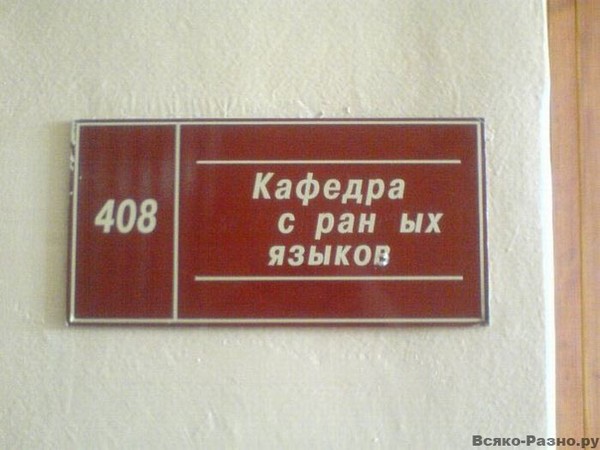 408
Кафедра
с ран ых
языков
Всяко-Разно.ру